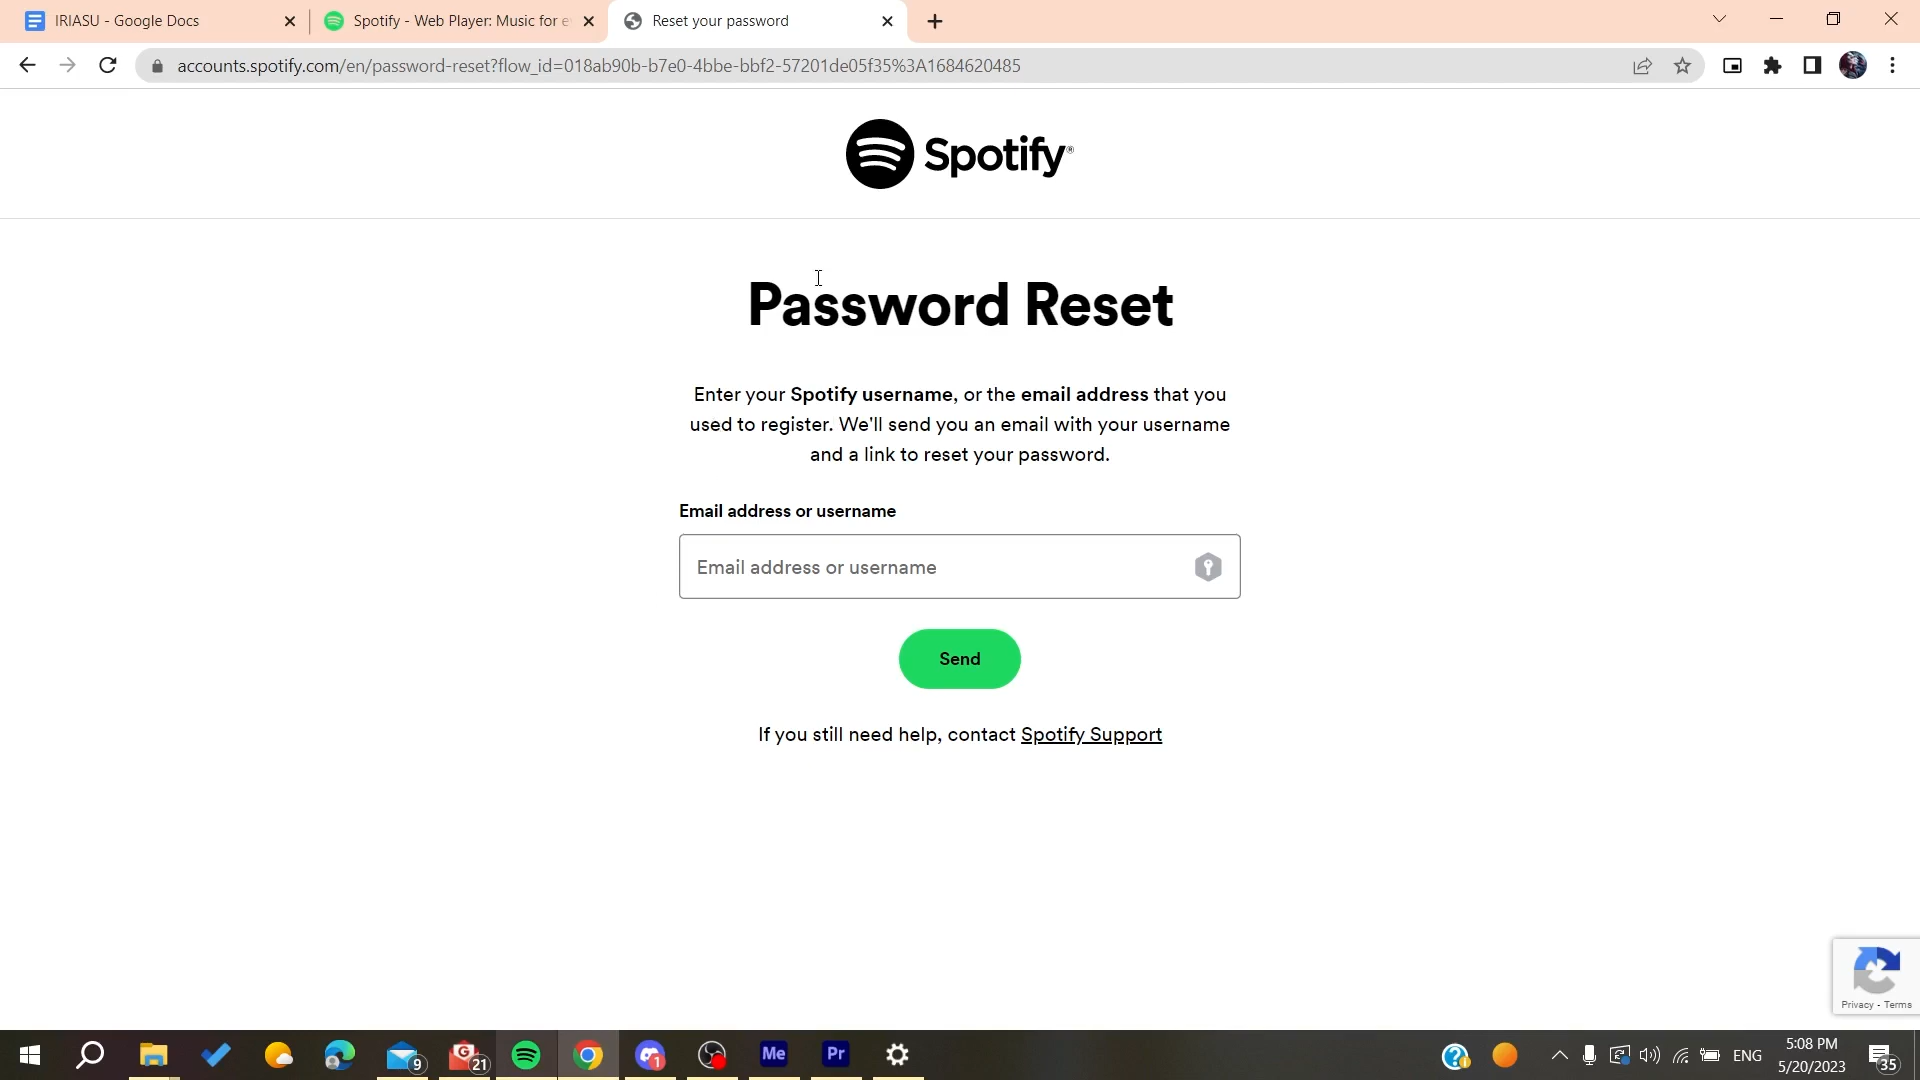 IRIASU - Google Docs
Spotify - Web Player: Music for e
Reset your password
accounts.spotify.com/en/password-reset?flow_id=018ab90b-b7e0-4bbe-bbf2-57201de05f35%3A1684620485
Spotify®
Password Reset
Enter your Spotify username, or the email address that you
used to register. We'll send you an email with your username
and a link to reset your password.
Email address or username
Email address or username
Send
If you still need help, contact Spotify Support
Privacy - Terms
9
G 21
1
Me
Pr
ENG
5:08 PM
5/20/2023
35